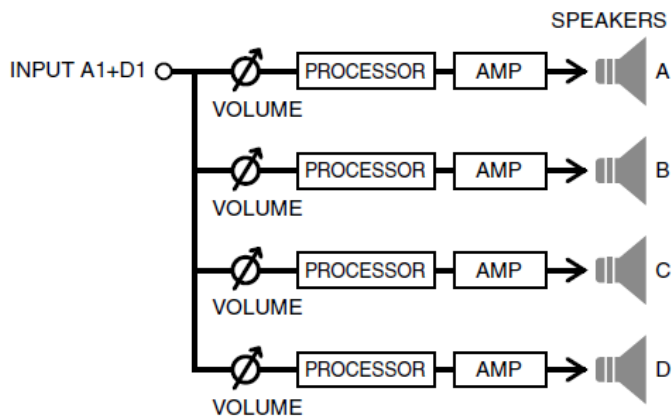 SPEAKERS
INPUT A1+D1
PROCESSOR
AMP
A
VOLUME
PROCESSOR
AMP
B
VOLUME
PROCESSOR
AMP
C
VOLUME
PROCESSOR
AMP
D
VOLUME